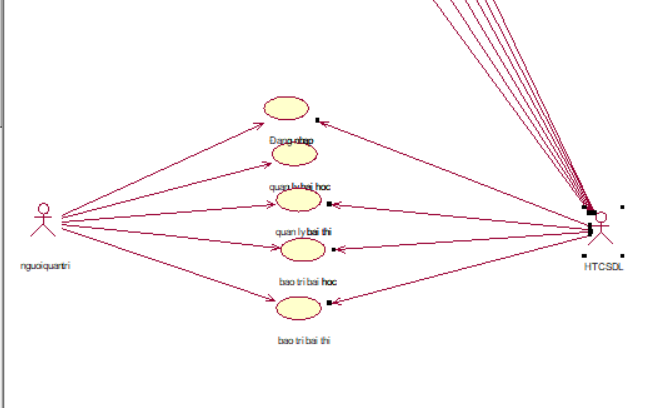 Dang nhap
quan ly bai hoc
quan ly bai thi
nguoiquantri
HTCSDL
bao tri bai hoc
bao tri bai thi